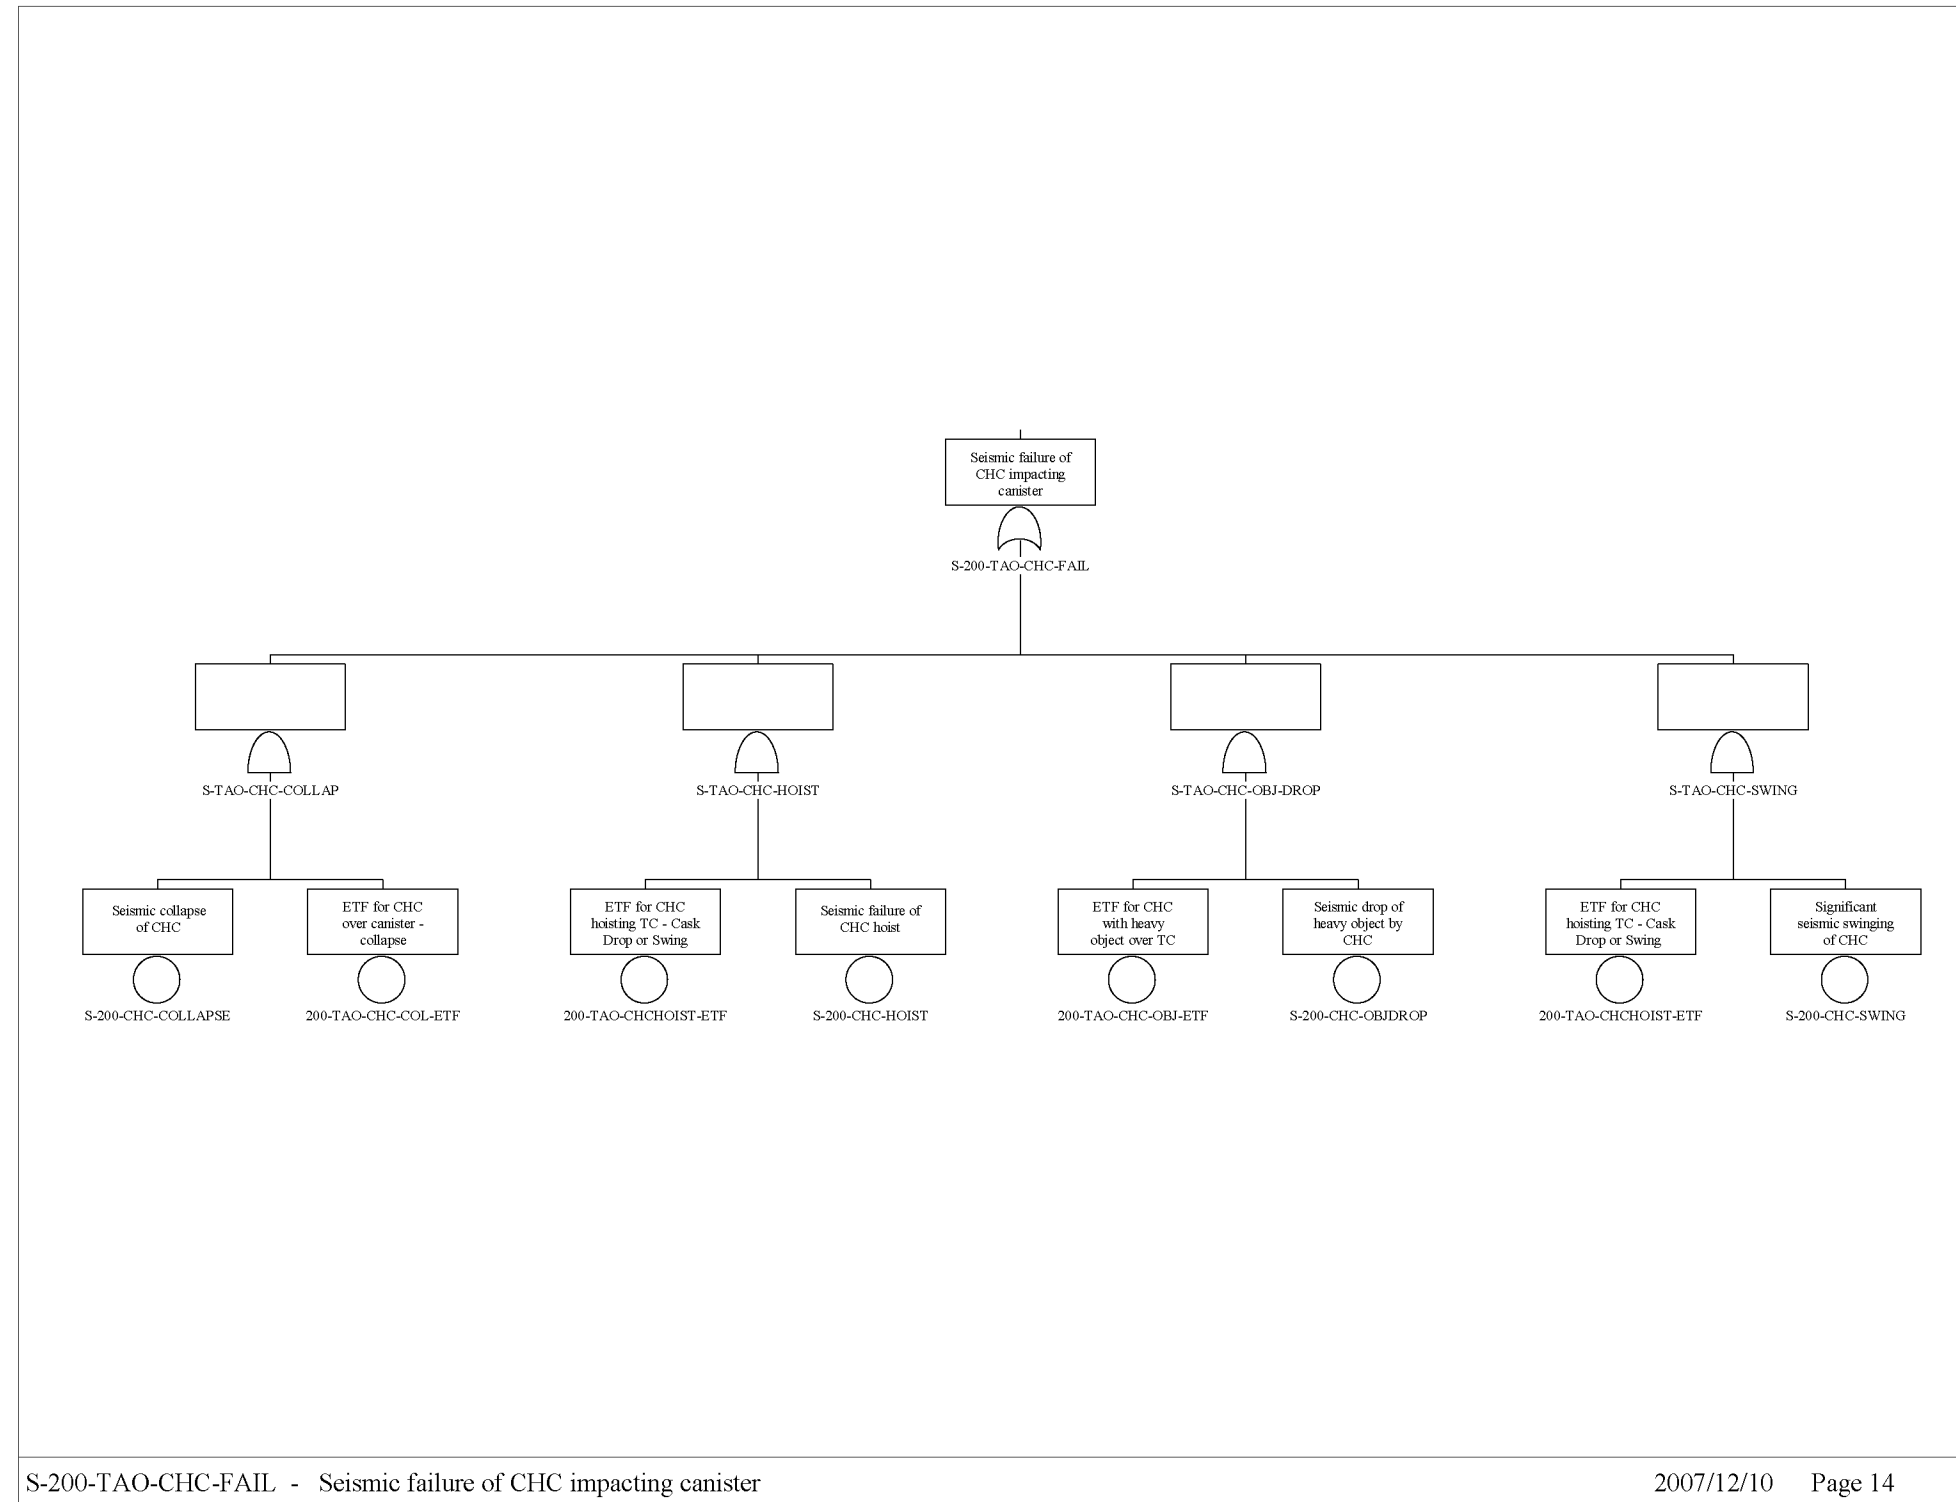 Seismic failure of
CHC impacting
canister
S-200-TAO-CHC-FAIL
S-TAO-CHC-COLLAP
S-TAO-CHC-HOIST
S-TAO-CHC-OBJ-DROP
S-TAO-CHC-SWING
Seismic collapse
of CHC
S-200-CHC-COLLAPSE
ETF for CHC
over canister -
collapse
200-TAO-CHC-COL-ETF
ETF for CHC
hoisting TC - Cask
Drop or Swing
200-TAO-CHCHOIST-ETF
Seismic failure of
CHC hoist
S-200-CHC-HOIST
ETF for CHC
with heavy
object over TC
200-TAO-CHC-OBJ-ETF
Seismic drop of
heavy object by
CHC
S-200-CHC-OBJDROP
ETF for CHC
hoisting TC - Cask
Drop or Swing
200-TAO-CHCHOIST-ETF
Significant
seismic swinging
of CHC
S-200-CHC-SWING
S-200-TAO-CHC-FAIL - Seismic failure of CHC impacting canister
2007/12/10 Page 14